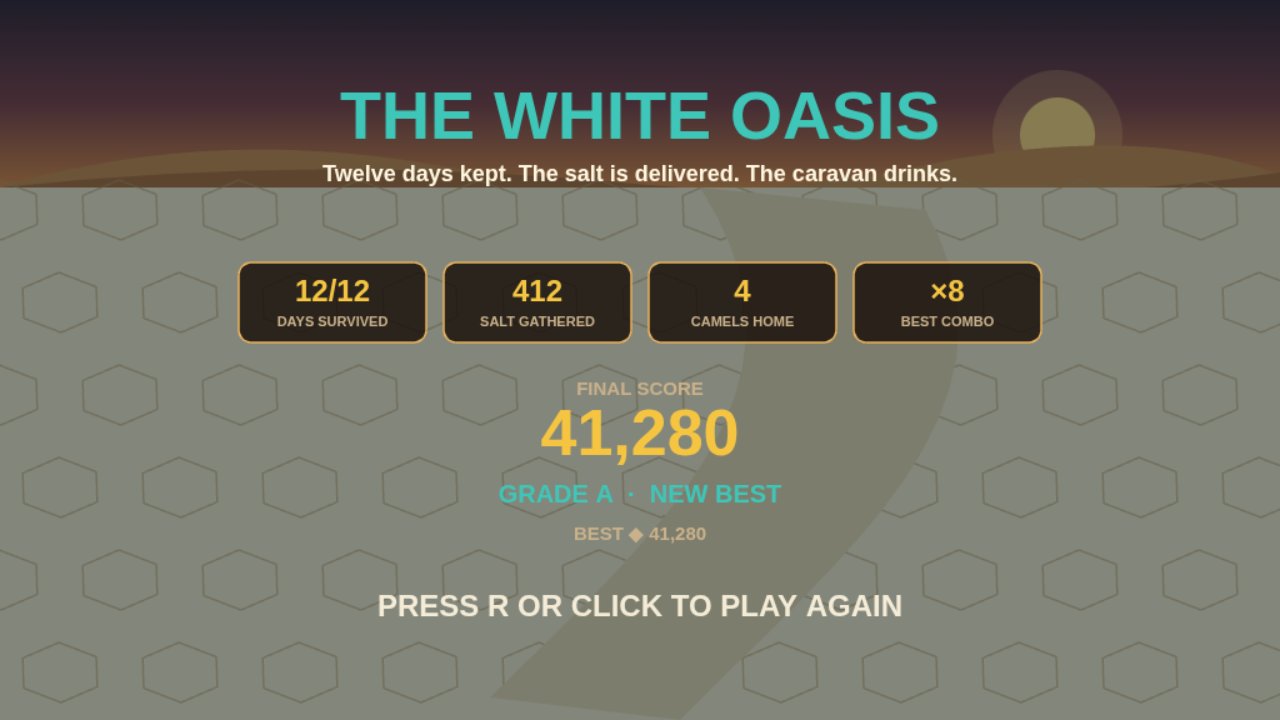 THE WHITE OASIS
Twelve days kept. The salt is delivered. The caravan drinks.
12/12
DAYS SURVIVED
412
SALT GATHERED
4
CAMELS HOME
×8
BEST COMBO
FINAL SCORE
41,280
GRADE A · NEW BEST
BEST ◆ 41,280
PRESS R OR CLICK TO PLAY AGAIN